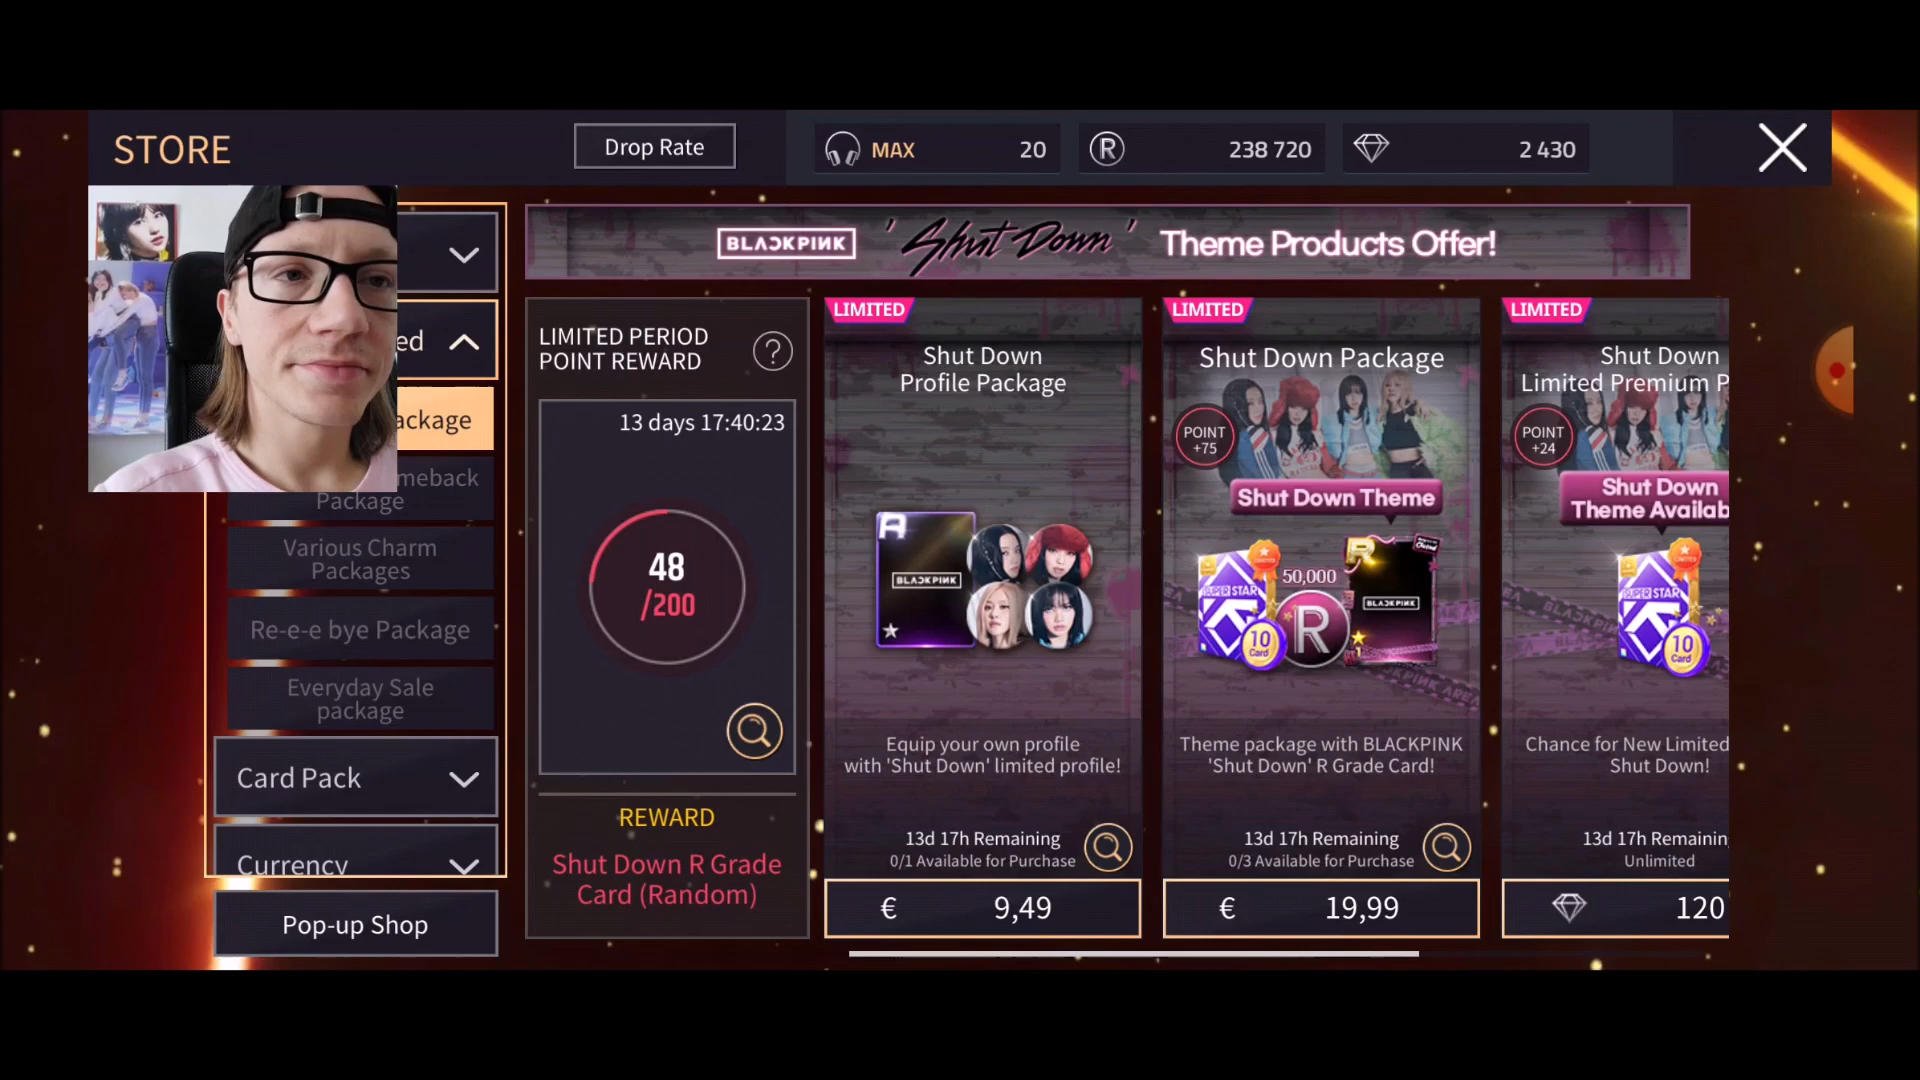 STORE
Drop Rate
MAX 20
R 238 720
2 430
BLACKPINK 'Shut Down' Theme Products Offer!
ed
ackage
meback
Package
Various Charm
Packages
Re-e-e bye Package
Everyday Sale
package
Card Pack
Currency
Pop-up Shop
LIMITED PERIOD
POINT REWARD
?
13 days 17:40:23
48
/200
REWARD
Shut Down R Grade
Card (Random)
LIMITED
Shut Down
Profile Package
R
BLACKPINK
Equip your own profile
with 'Shut Down' limited profile!
13d 17h Remaining
0/1 Available for Purchase
€ 9,49
LIMITED
Shut Down Package
POINT
+75
Shut Down Theme
SUPER STAR
10
Card
50,000
R
R
BLACKPINK
Theme package with BLACKPINK
'Shut Down' R Grade Card!
13d 17h Remaining
0/3 Available for Purchase
€ 19,99
LIMITED
Shut Down
Limited Premium P
POINT
+24
Shut Down
Theme Availab
SUPER STAR
10
Card
Chance for New Limited
Shut Down!
13d 17h Remainin
Unlimited
120